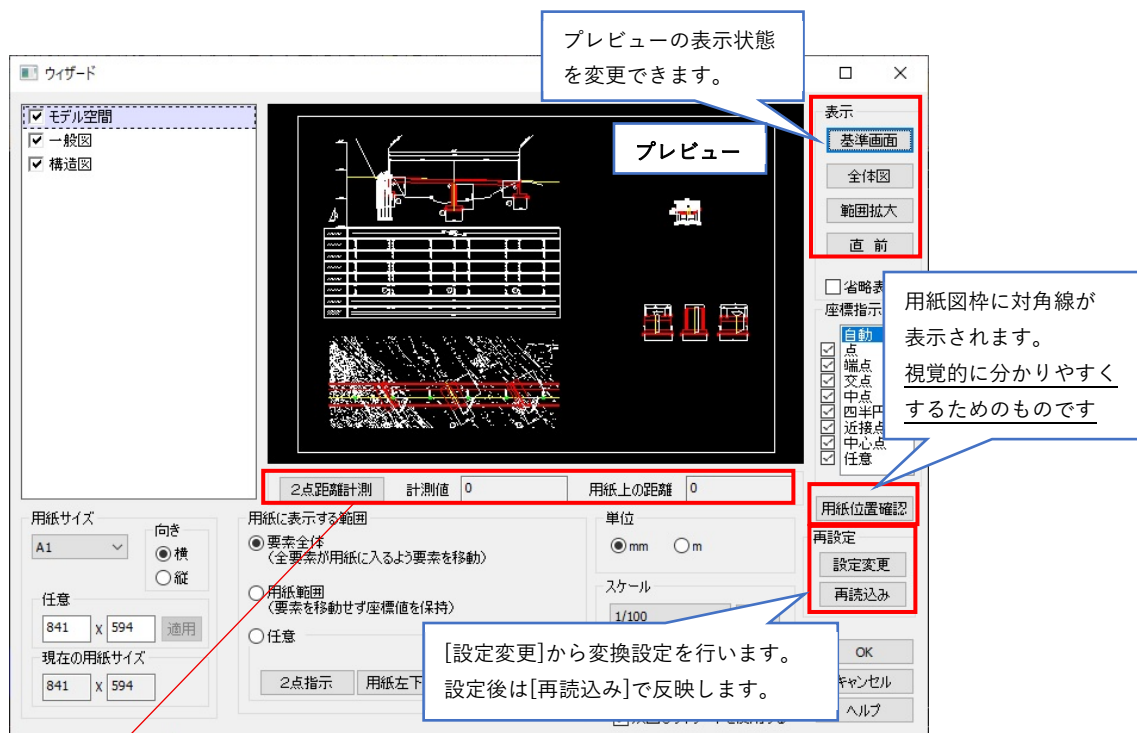 プレビューの表示状態
を変更できます。
ウィザード
モデル空間
一般図
構造図
プレビュー
表示
基準画面
全体図
範囲拡大
直 前
省略表
座標指示
自動
点
端点
交点
中点
四半円
近接点
中心点
任意
用紙図枠に対角線が
表示されます。
視覚的に分かりやすく
するためのものです
2点距離計測 計測値 0 用紙上の距離 0
用紙位置確認
用紙サイズ
A1
向き
横
縦
任意
841 x 594 適用
現在の用紙サイズ
841 x 594
用紙に表示する範囲
要素全体
(全要素が用紙に入るよう要素を移動)
用紙範囲
(要素を移動せず座標値を保持)
任意
2点指示 用紙左下
単位
mm m
スケール
1/100
再設定
設定変更
再読込み
[設定変更]から変換設定を行います。
設定後は[再読込み]で反映します。
OK
キャンセル
ヘルプ